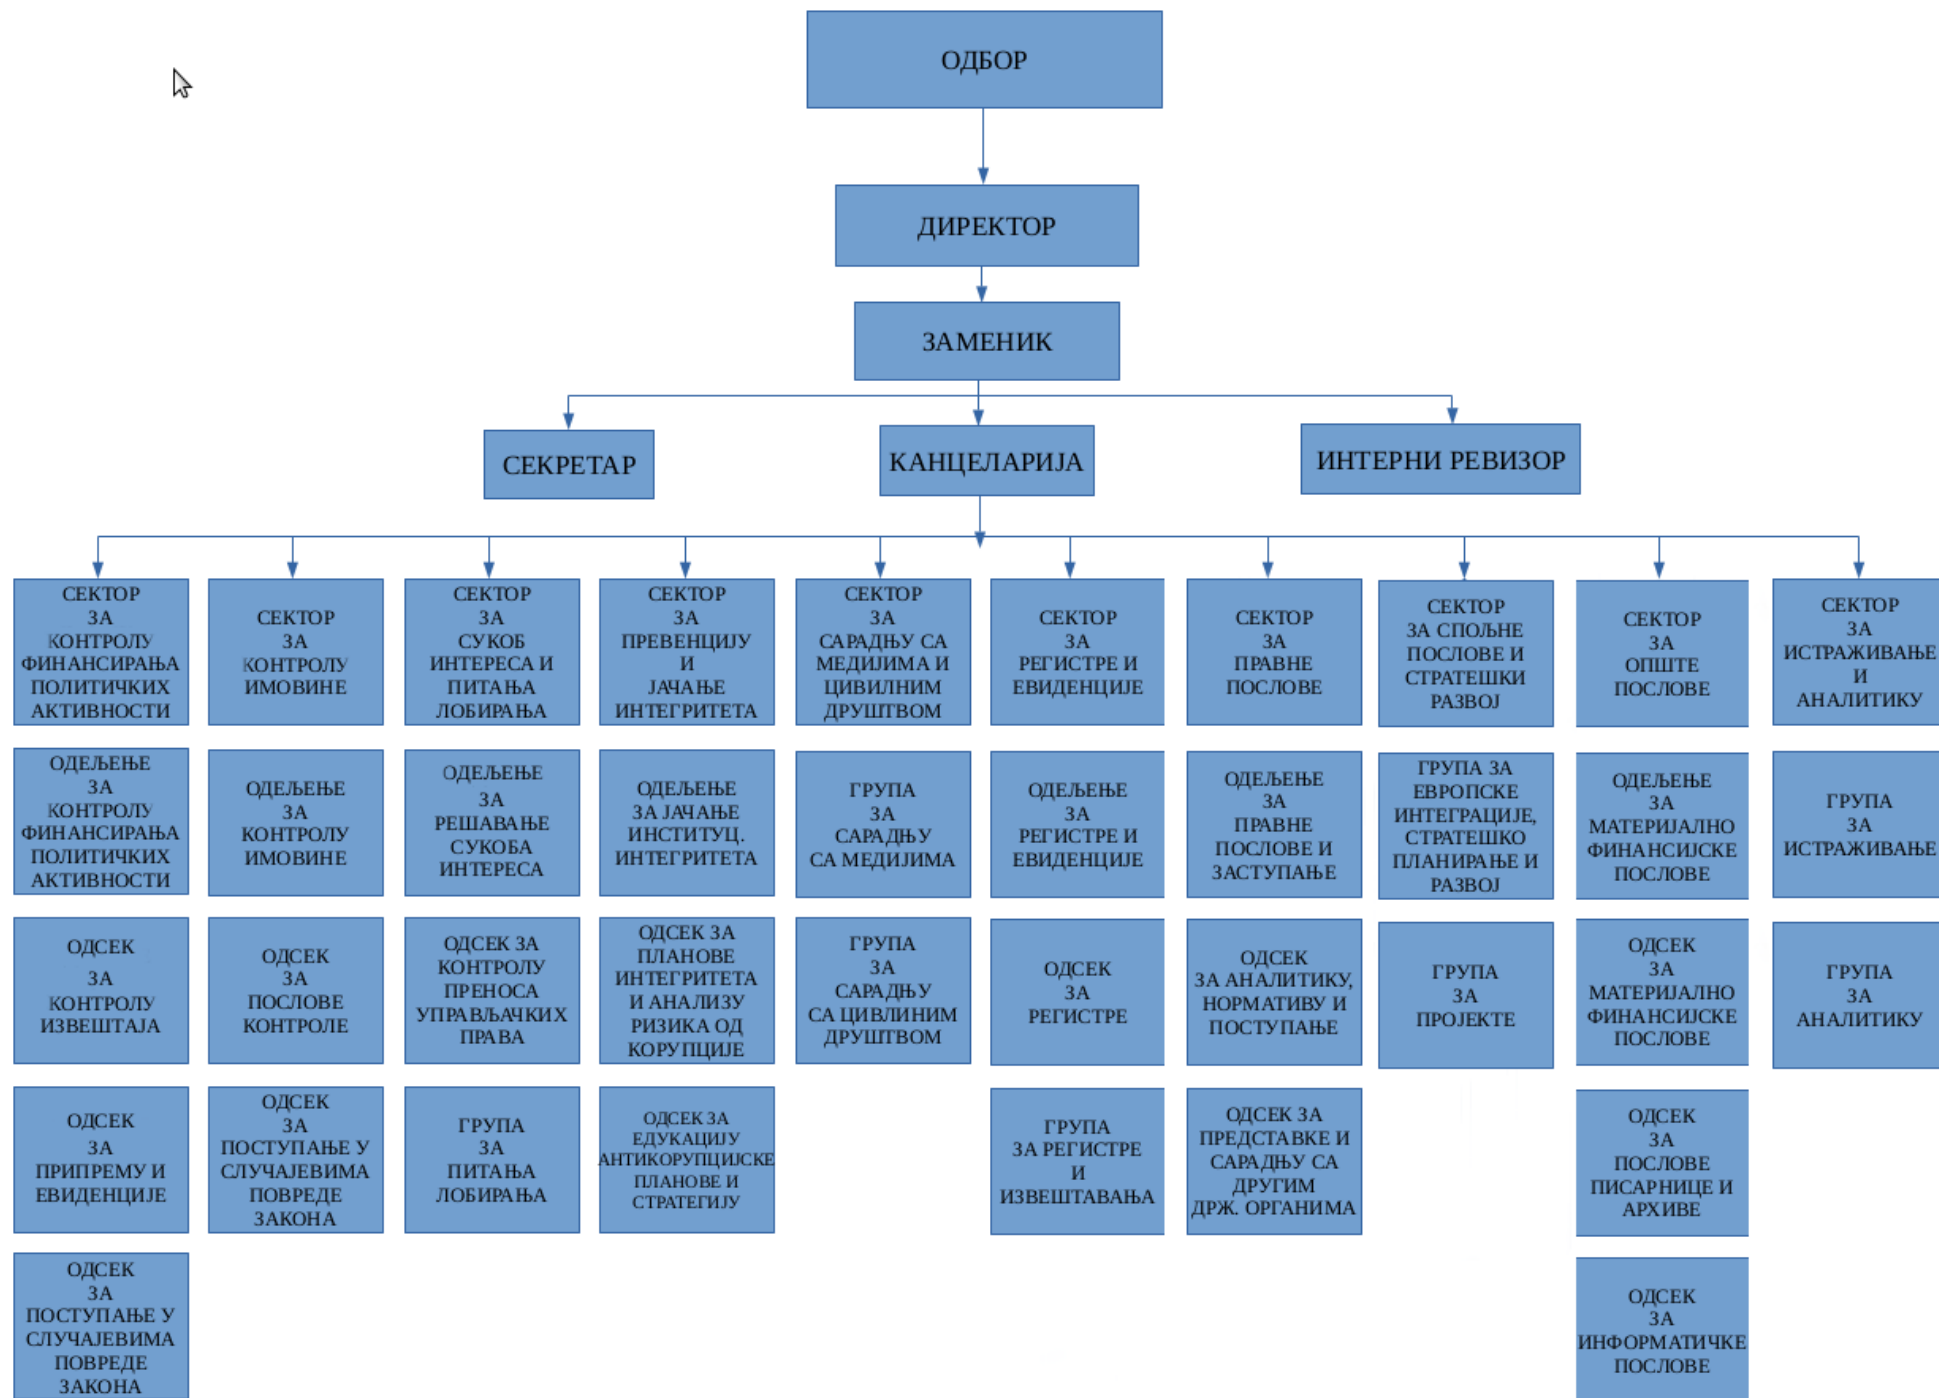 ОДБОР
ДИРЕКТОР
ЗАМЕНИК
СЕКРЕТАР
КАНЦЕЛАРИЈА
ИНТЕРНИ РЕВИЗОР
СЕКТОР
ЗА
КОНТРОЛУ
ФИНАНСИРАЊА
ПОЛИТИЧКИХ
АКТИВНОСТИ
СЕКТОР
ЗА
КОНТРОЛУ
ИМОВИНЕ
СЕКТОР
ЗА
СУКОБ
ИНТЕРЕСА И
ПИТАЊА
ЛОБИРАЊА
СЕКТОР
ЗА
ПРЕВЕНЦИЈУ
И
ЈАЧАЊЕ
ИНТЕГРИТЕТА
СЕКТОР
ЗА
САРАДЊУ СА
МЕДИЈИМА И
ЦИВИЛНИМ
ДРУШТВОМ
СЕКТОР
ЗА
РЕГИСТРЕ И
ЕВИДЕНЦИЈЕ
СЕКТОР
ЗА
ПРАВНЕ
ПОСЛОВЕ
СЕКТОР
ЗА СПОЉНЕ
ПОСЛОВЕ И
СТРАТЕШКИ
РАЗВОЈ
СЕКТОР
ЗА
ОПШТЕ
ПОСЛОВЕ
СЕКТОР
ЗА
ИСТРАЖИВАЊЕ
И
АНАЛИТИКУ
ОДЕЉЕЊЕ
ЗА
КОНТРОЛУ
ФИНАНСИРАЊА
ПОЛИТИЧКИХ
АКТИВНОСТИ
ОДЕЉЕЊЕ
ЗА
КОНТРОЛУ
ИМОВИНЕ
ОДЕЉЕЊЕ
ЗА
РЕШАВАЊЕ
СУКОБА
ИНТЕРЕСА
ОДЕЉЕЊЕ
ЗА ЈАЧАЊЕ
ИНСТИТУЦ.
ИНТЕГРИТЕТА
ГРУПА
ЗА
САРАДЊУ
СА МЕДИЈИМА
ОДЕЉЕЊЕ
ЗА
РЕГИСТРЕ И
ЕВИДЕНЦИЈЕ
ОДЕЉЕЊЕ
ЗА
ПРАВНЕ
ПОСЛОВЕ И
ЗАСТУПАЊЕ
ГРУПА ЗА
ЕВРОПСКЕ
ИНТЕГРАЦИЈЕ,
СТРАТЕШКО
ПЛАНИРАЊЕ И
РАЗВОЈ
ОДЕЉЕЊЕ
ЗА
МАТЕРИЈАЛНО
ФИНАНСИЈСКЕ
ПОСЛОВЕ
ГРУПА
ЗА
ИСТРАЖИВАЊЕ
ОДСЕК
ЗА
КОНТРОЛУ
ИЗВЕШТАЈА
ОДСЕК
ЗА
ПОСЛОВЕ
КОНТРОЛЕ
ОДСЕК ЗА
КОНТРОЛУ
ПРЕНОСА
УПРАВЉАЧКИХ
ПРАВА
ОДСЕК ЗА
ПЛАНОВЕ
ИНТЕГРИТЕТА
И АНАЛИЗУ
РИЗИКА ОД
КОРУПЦИЈЕ
ГРУПА
ЗА
САРАДЊУ
СА ЦИВЛИНИМ
ДРУШТВОМ
ОДСЕК
ЗА
РЕГИСТРЕ
ОДСЕК
ЗА АНАЛИТИКУ,
НОРМАТИВУ И
ПОСТУПАЊЕ
ГРУПА
ЗА
ПРОЈЕКТЕ
ОДСЕК
ЗА
МАТЕРИЈАЛНО
ФИНАНСИЈСКЕ
ПОСЛОВЕ
ГРУПА
ЗА
АНАЛИТИКУ
ОДСЕК
ЗА
ПРИПРЕМУ И
ЕВИДЕНЦИЈЕ
ОДСЕК
ЗА
ПОСТУПАЊЕ У
СЛУЧАЈЕВИМА
ПОВРЕДЕ
ЗАКОНА
ГРУПА
ЗА
ПИТАЊА
ЛОБИРАЊА
ОДСЕК ЗА
ЕДУКАЦИЈУ
АНТИКОРУПЦИЈСКЕ
ПЛАНОВЕ И
СТРАТЕГИЈУ
ГРУПА
ЗА РЕГИСТРЕ
И
ИЗВЕШТАВАЊА
ОДСЕК ЗА
ПРЕДСТАВКЕ И
САРАДЊУ СА
ДРУГИМ
ДРЖ. ОРГАНИМА
ОДСЕК
ЗА
ПОСЛОВЕ
ПИСАРНИЦЕ И
АРХИВЕ
ОДСЕК
ЗА
ПОСТУПАЊЕ У
СЛУЧАЈЕВИМА
ПОВРЕДЕ
ЗАКОНА
ОДСЕК
ЗА
ИНФОРМАТИЧКЕ
ПОСЛОВЕ